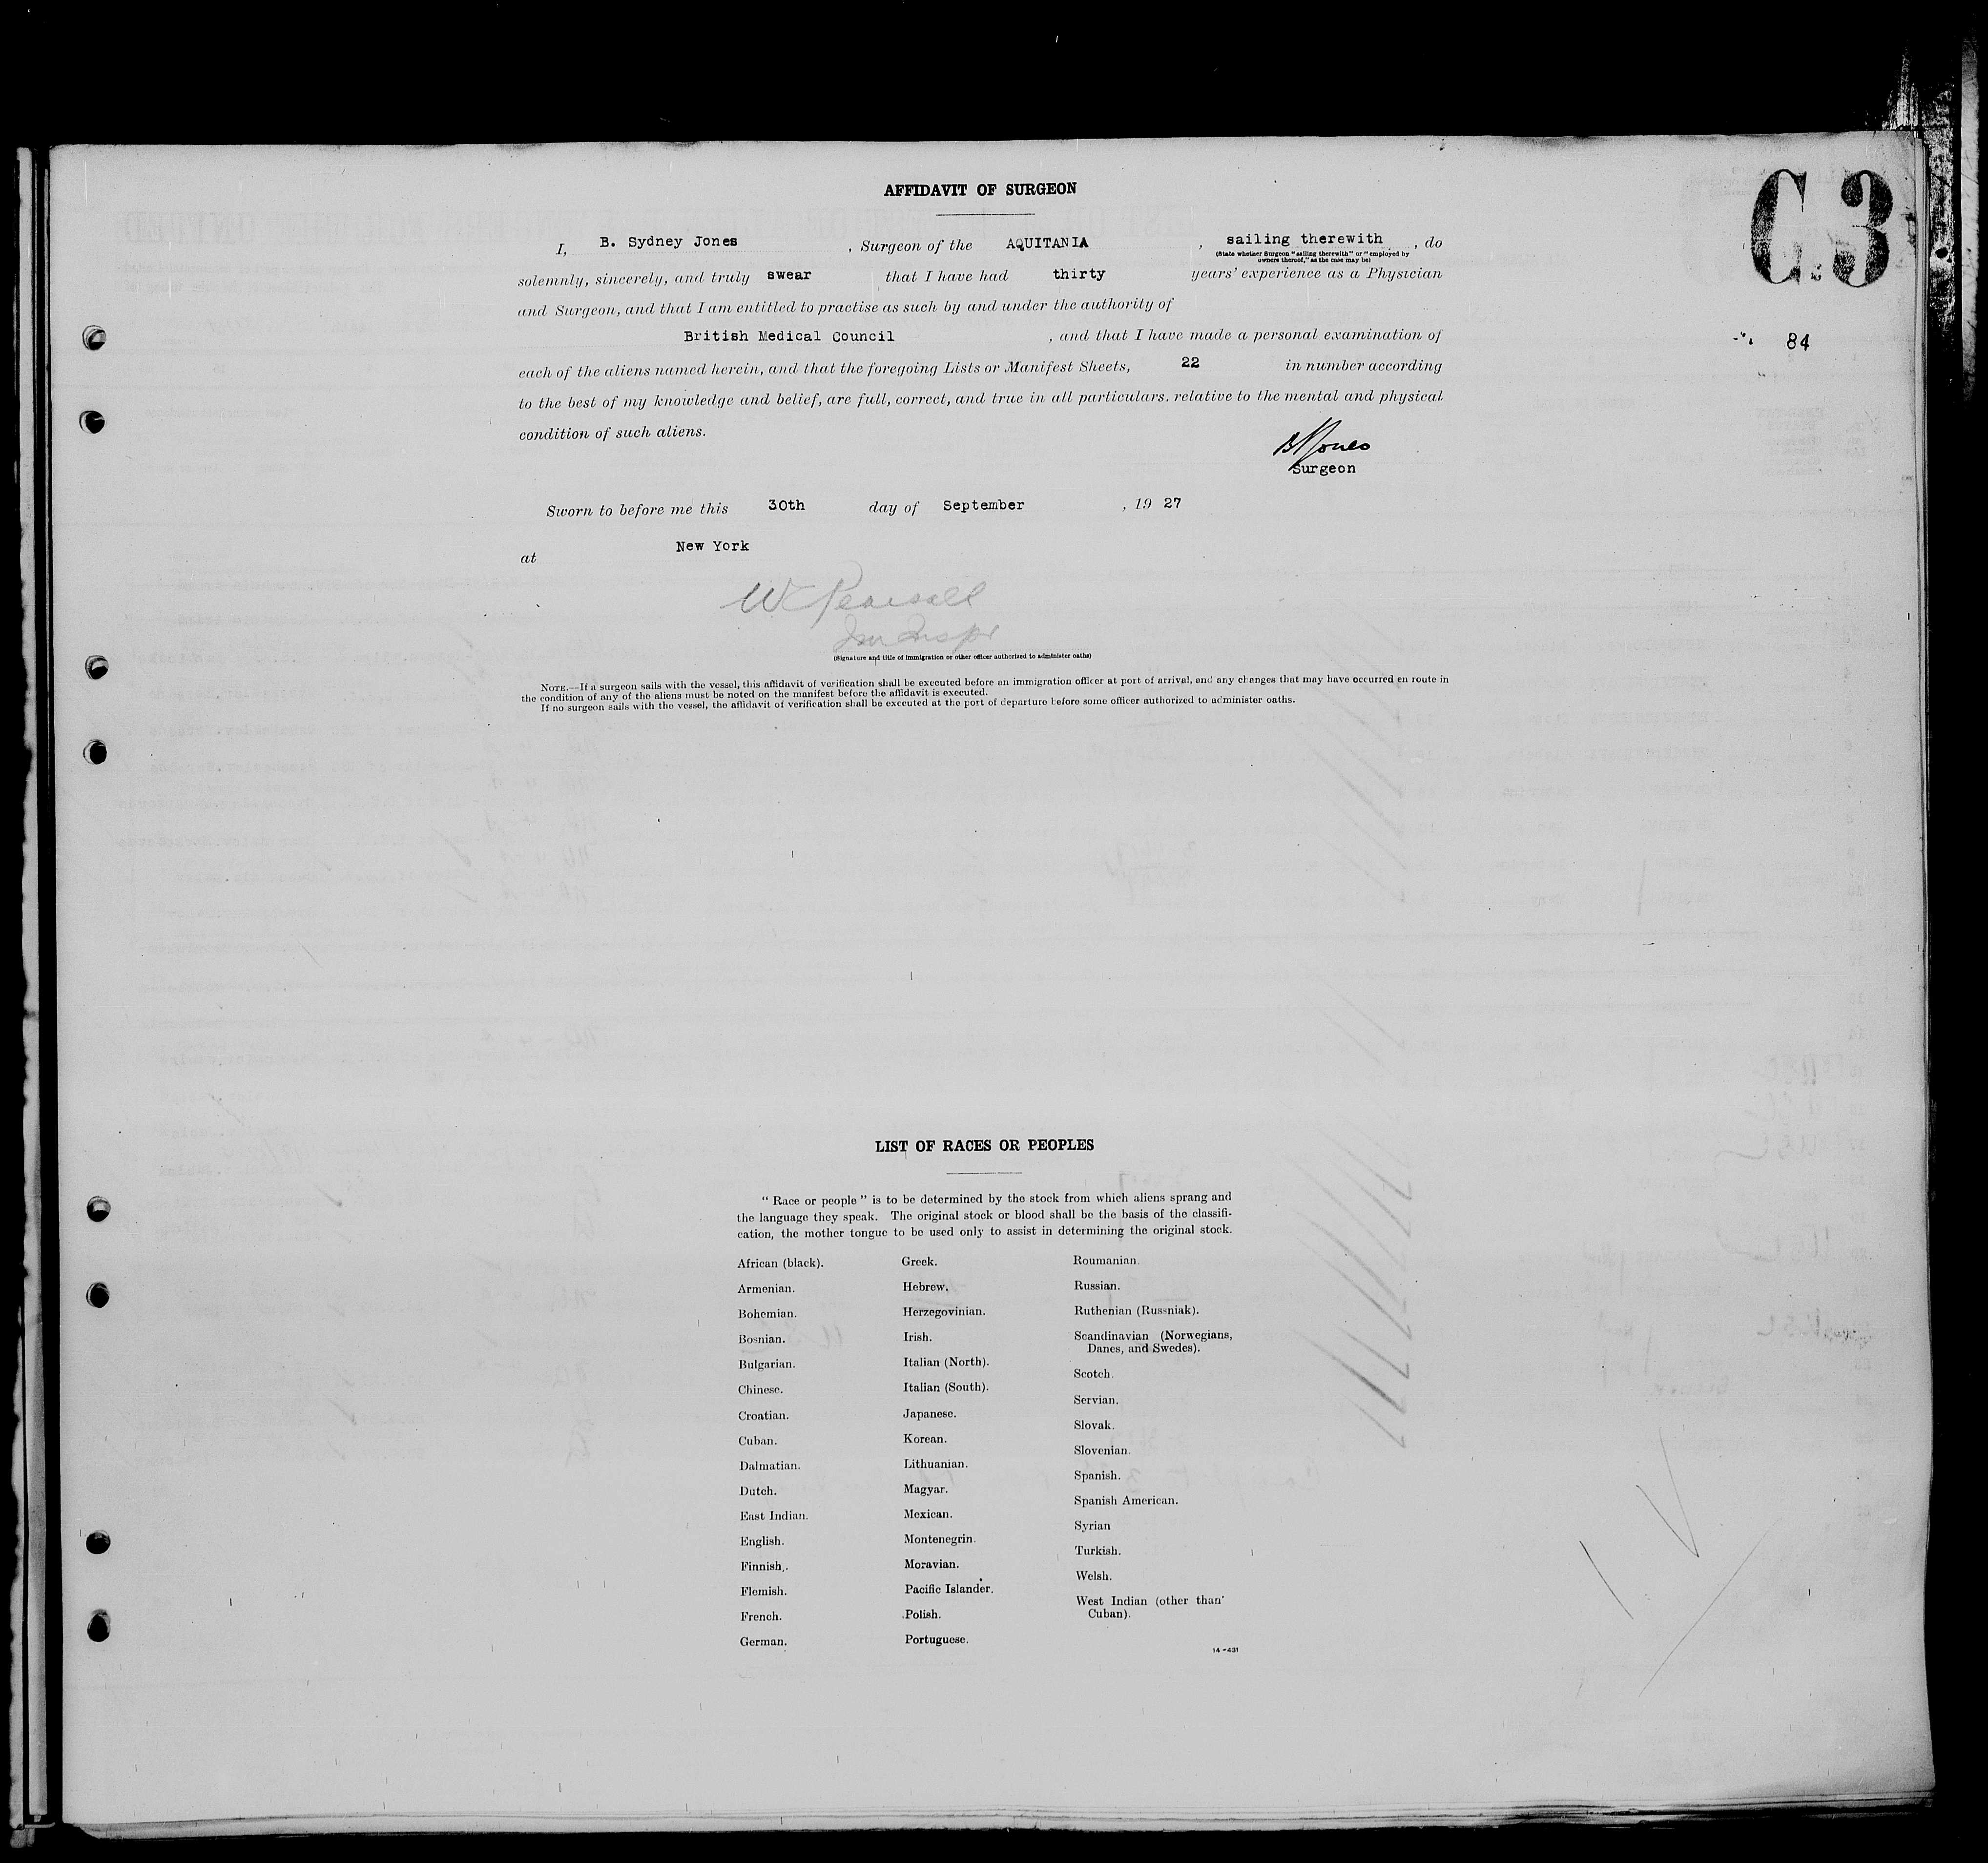 AFFIDAVIT OF SURGEON
G.3
I, B. Sydney Jones , Surgeon of the AQUITANIA , sailing therewith , do
(State whether Surgeon “sailing therewith” or “employed by
owners thereof,” as the case may be)
solemnly, sincerely, and truly swear that I have had thirty years' experience as a Physician
and Surgeon, and that I am entitled to practise as such by and under the authority of
British Medical Council , and that I have made a personal examination of
84
each of the aliens named herein, and that the foregoing Lists or Manifest Sheets, 22 in number according
to the best of my knowledge and belief, are full, correct, and true in all particulars, relative to the mental and physical
condition of such aliens.
Jones
Surgeon
Sworn to before me this 30th day of September , 19 27
at New York
W Pearsall
Im Inspr
(Signature and title of immigration or other officer authorized to administer oaths)
NOTE.—If a surgeon sails with the vessel, this affidavit of verification shall be executed before an immigration officer at port of arrival, and any changes that may have occurred en route in
the condition of any of the aliens must be noted on the manifest before the affidavit is executed.
If no surgeon sails with the vessel, the affidavit of verification shall be executed at the port of departure before some officer authorized to administer oaths.
LIST OF RACES OR PEOPLES
“ Race or people ” is to be determined by the stock from which aliens sprang and
the language they speak. The original stock or blood shall be the basis of the classifi-
cation, the mother tongue to be used only to assist in determining the original stock.
African (black).
Armenian.
Bohemian.
Bosnian.
Bulgarian.
Chinese.
Croatian.
Cuban.
Dalmatian.
Dutch.
East Indian.
English.
Finnish.
Flemish.
French.
German.
Greek.
Hebrew.
Herzegovinian.
Irish.
Italian (North).
Italian (South).
Japanese.
Korean.
Lithuanian.
Magyar.
Mexican.
Montenegrin.
Moravian.
Pacific Islander.
Polish.
Portuguese.
Roumanian.
Russian.
Ruthenian (Russniak).
Scandinavian (Norwegians,
Danes, and Swedes).
Scotch.
Servian.
Slovak.
Slovenian.
Spanish.
Spanish American.
Syrian
Turkish.
Welsh.
West Indian (other than
Cuban).
14-431